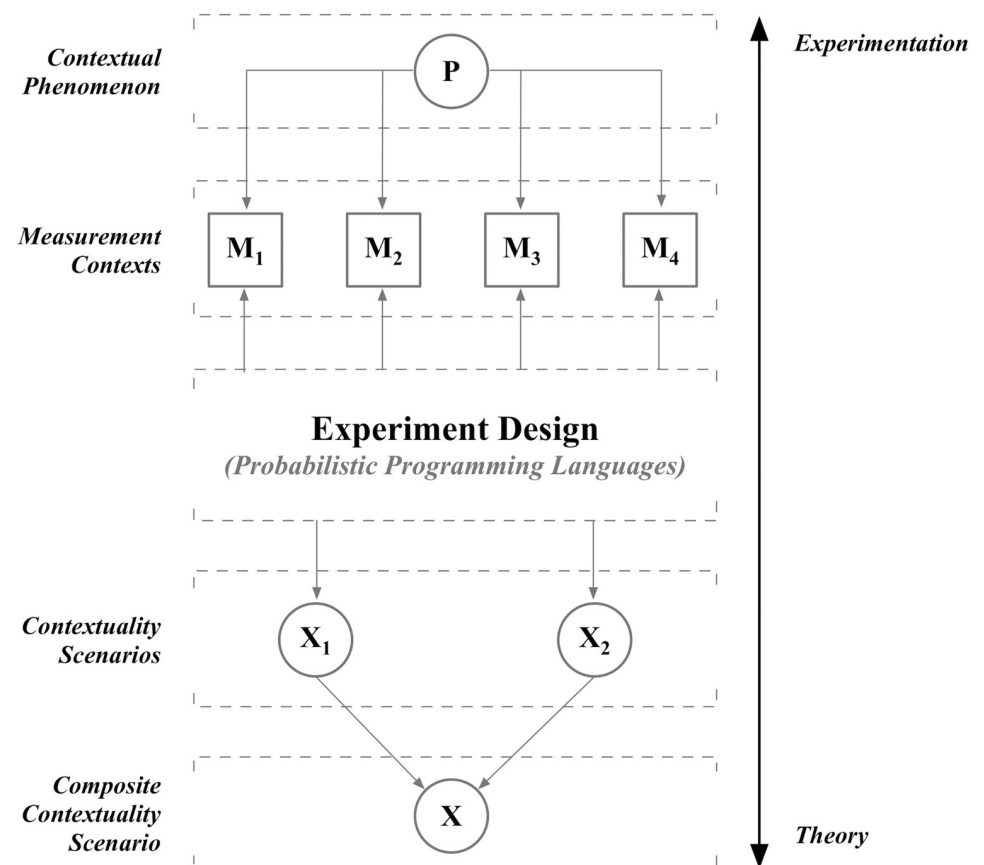 Contextual
Phenomenon
P
Experimentation
Measurement
Contexts
M1
M2
M3
M4
Experiment Design
(Probabilistic Programming Languages)
Contextuality
Scenarios
X1
X2
Composite
Contextuality
Scenario
X
Theory